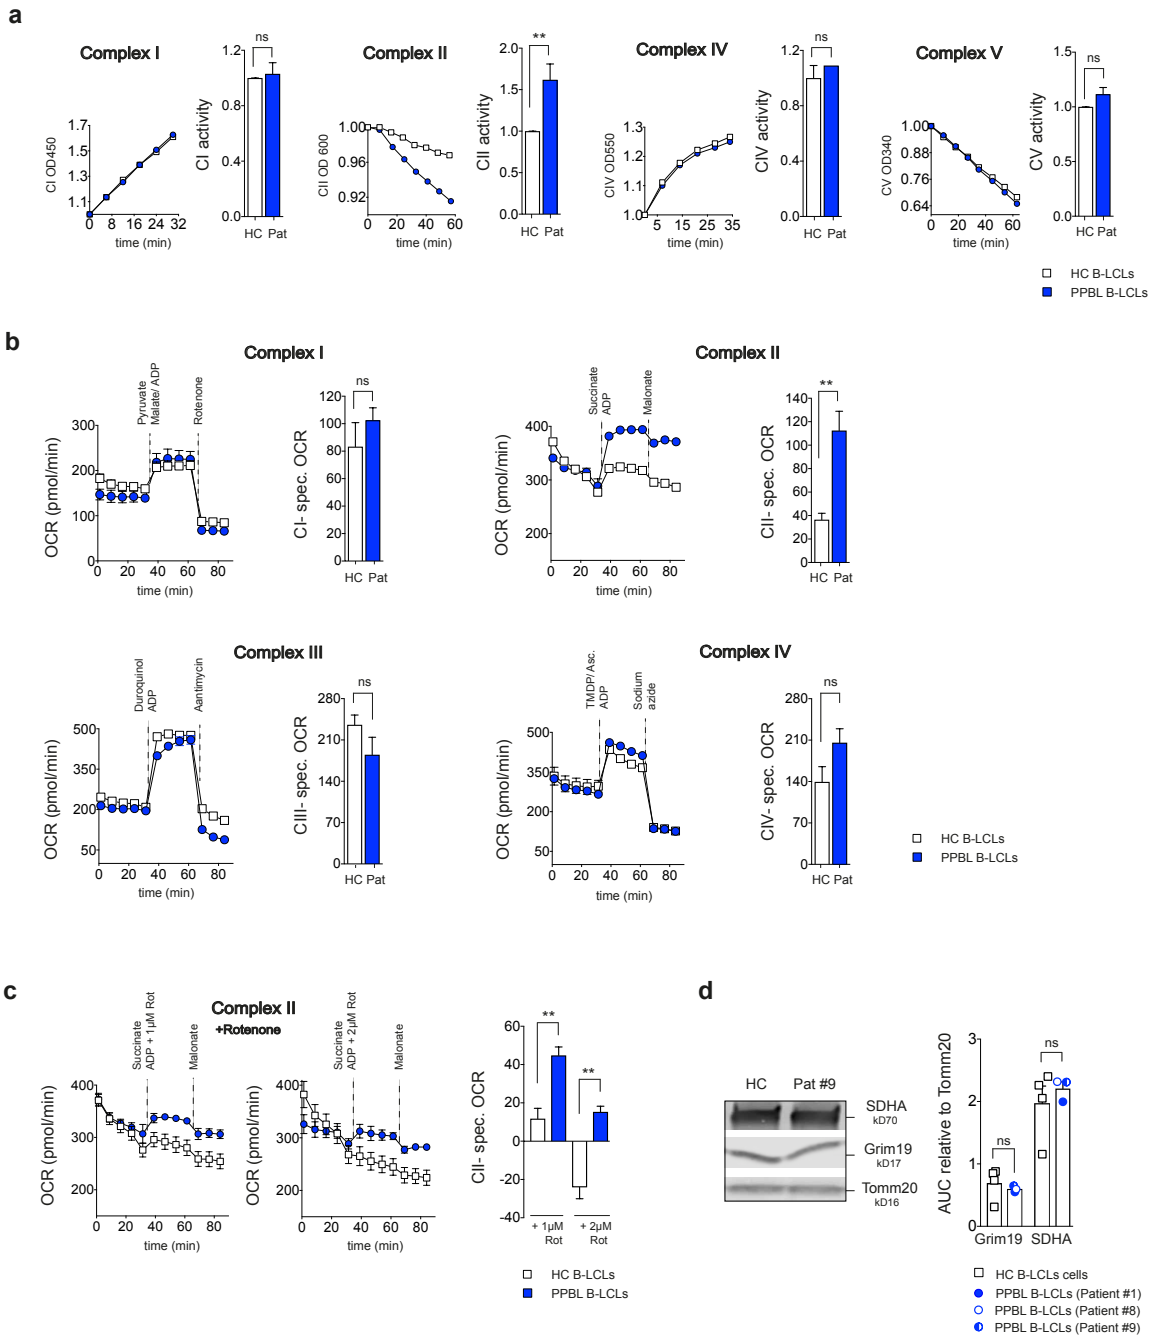 a
Complex I
CI OD450
1.7
1.5
1.3
1.1
0 8 16 24 32
time (min)
CI activity
1.2
0.8
0.4
0.0
ns
HC Pat
Complex II
CII OD 600
1.00
0.96
0.92
0 20 40 60
time (min)
CII activity
2.0
1.5
1.0
0.5
0.0
**
HC Pat
Complex IV
CIV OD550
1.3
1.2
1.1
1.0
5 15 25 35
time (min)
CIV activity
1.2
0.8
0.4
0.0
ns
HC Pat
Complex V
CV OD340
1.00
0.88
0.76
0.64
0 20 40 60
time (min)
CV activity
1.5
1.0
0.5
0.0
ns
HC Pat
HC B-LCLs
PPBL B-LCLs
b
Complex I
Pyruvate
Malate/ ADP
Rotenone
OCR (pmol/min)
300
200
100
0
0 20 40 60 80
time (min)
CI- spec. OCR
120
100
80
60
40
20
0
ns
HC Pat
Complex II
Succinate
ADP
Malonate
OCR (pmol/min)
400
300
200
0 20 40 60 80
time (min)
CII- spec. OCR
140
120
100
80
60
40
20
0
**
HC Pat
Complex III
Duroquinol
ADP
Aantimycin
OCR (pmol/min)
500
350
200
50
0 20 40 60 80
time (min)
CIII- spec. OCR
280
210
140
70
0
ns
HC Pat
Complex IV
TMDP/ Asc.
ADP
Sodium
azide
OCR (pmol/min)
500
350
200
50
0 20 40 60 80
time (min)
CIV- spec. OCR
280
210
140
70
0
ns
HC Pat
HC B-LCLs
PPBL B-LCLs
c
Complex II
+Rotenone
Succinate
ADP + 1µM Rot
Malonate
OCR (pmol/min)
400
300
200
0 20 40 60 80
time (min)
Succinate
ADP + 2µM Rot
Malonate
OCR (pmol/min)
400
300
200
0 20 40 60 80
time (min)
CII- spec. OCR
60
40
20
0
-20
-40
**
**
+ 1µM
Rot
+ 2µM
Rot
HC B-LCLs
PPBL B-LCLs
d
HC Pat #9
SDHA
kD70
Grim19
kD17
Tomm20
kD16
AUC relative to Tomm20
3
2
1
0
ns
ns
Grim19 SDHA
HC B-LCLs cells
PPBL B-LCLs (Patient #1)
PPBL B-LCLs (Patient #8)
PPBL B-LCLs (Patient #9)